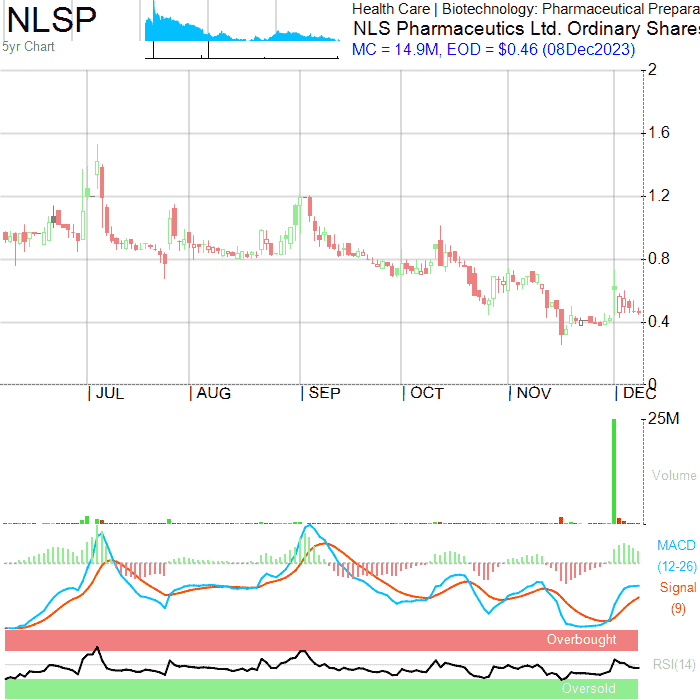 NLSP
5yr Chart
Health Care | Biotechnology: Pharmaceutical Prepara
NLS Pharmaceutics Ltd. Ordinary Shares
MC = 14.9M, EOD = $0.46 (08Dec2023)
2
1.6
1.2
0.8
0.4
0
JUL
AUG
SEP
OCT
NOV
DEC
25M
Volume
MACD
(12-26)
Signal
(9)
Overbought
RSI(14)
Oversold